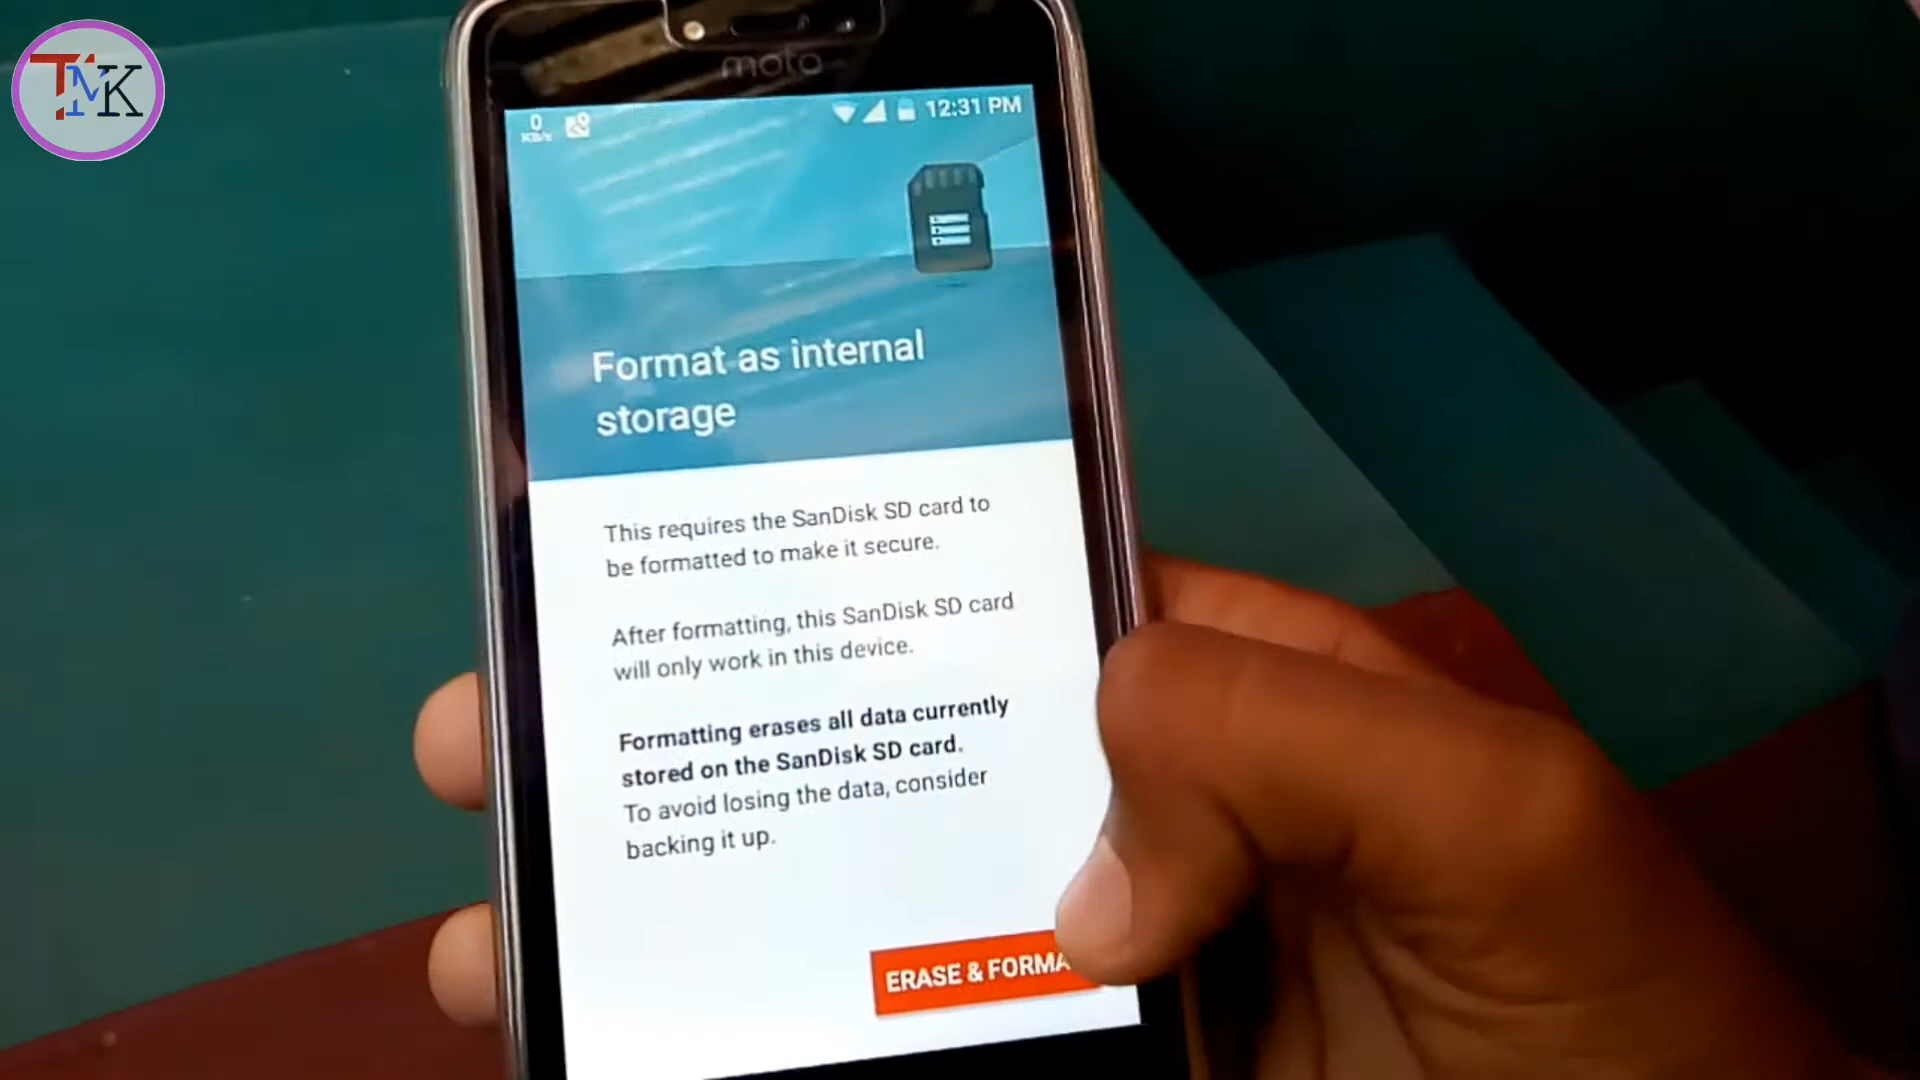 TMK
moto
0
KB/s
12:31 PM
Format as internal
storage
This requires the SanDisk SD card to
be formatted to make it secure.
After formatting, this SanDisk SD card
will only work in this device.
Formatting erases all data currently
stored on the SanDisk SD card.
To avoid losing the data, consider
backing it up.
ERASE & FORMA